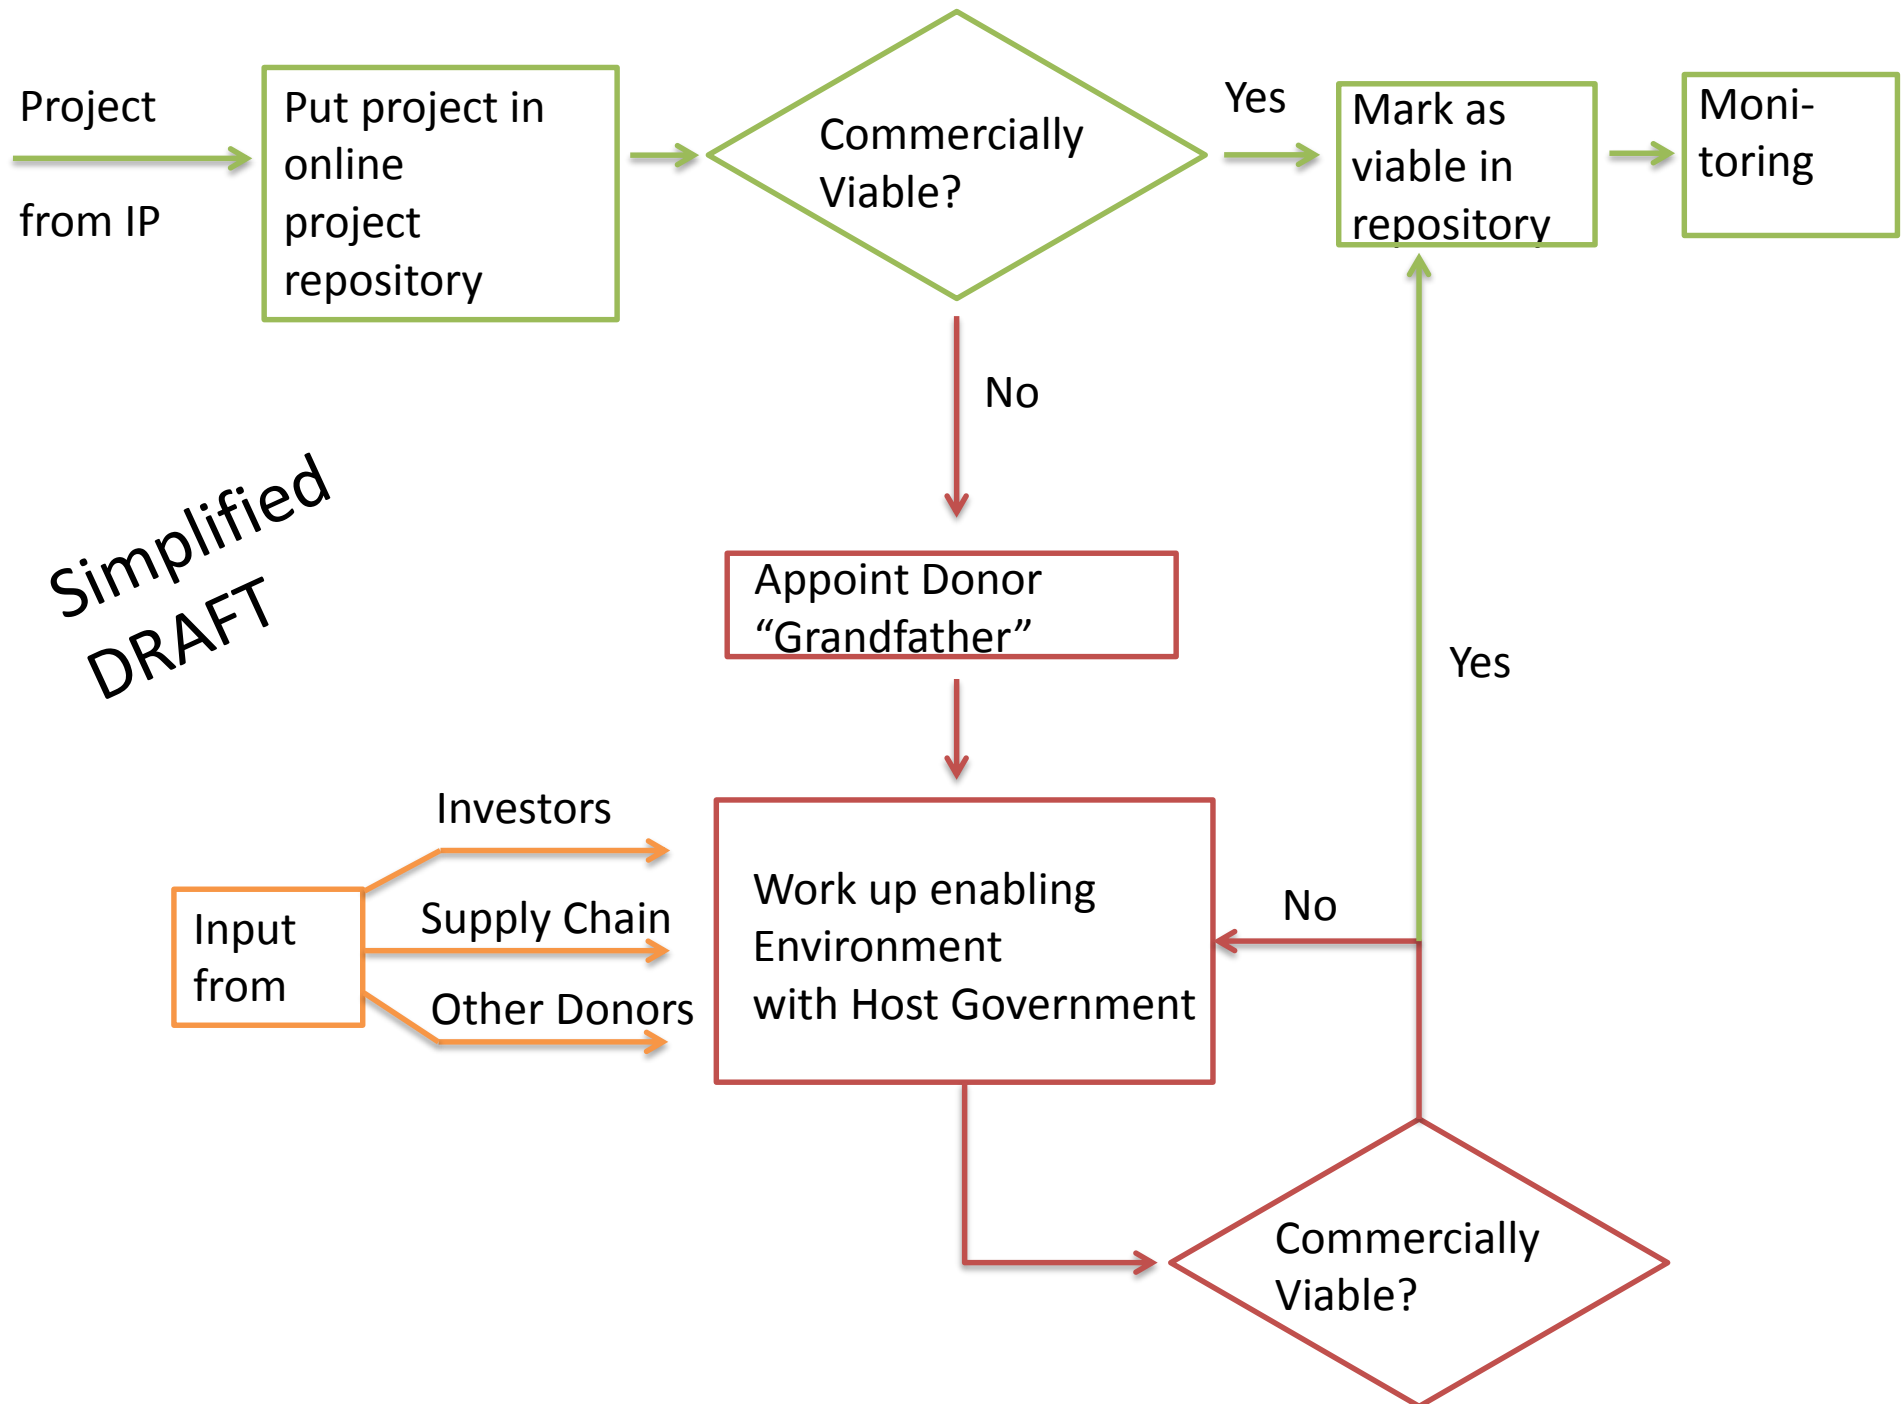 Project
from IP
Put project in
online
project
repository
Commercially
Viable?
Yes
Mark as
viable in
repository
Moni-
toring
No
Simplified
DRAFT
Appoint Donor
“Grandfather”
Yes
Investors
Supply Chain
Other Donors
Input
from
Work up enabling
Environment
with Host Government
No
Commercially
Viable?